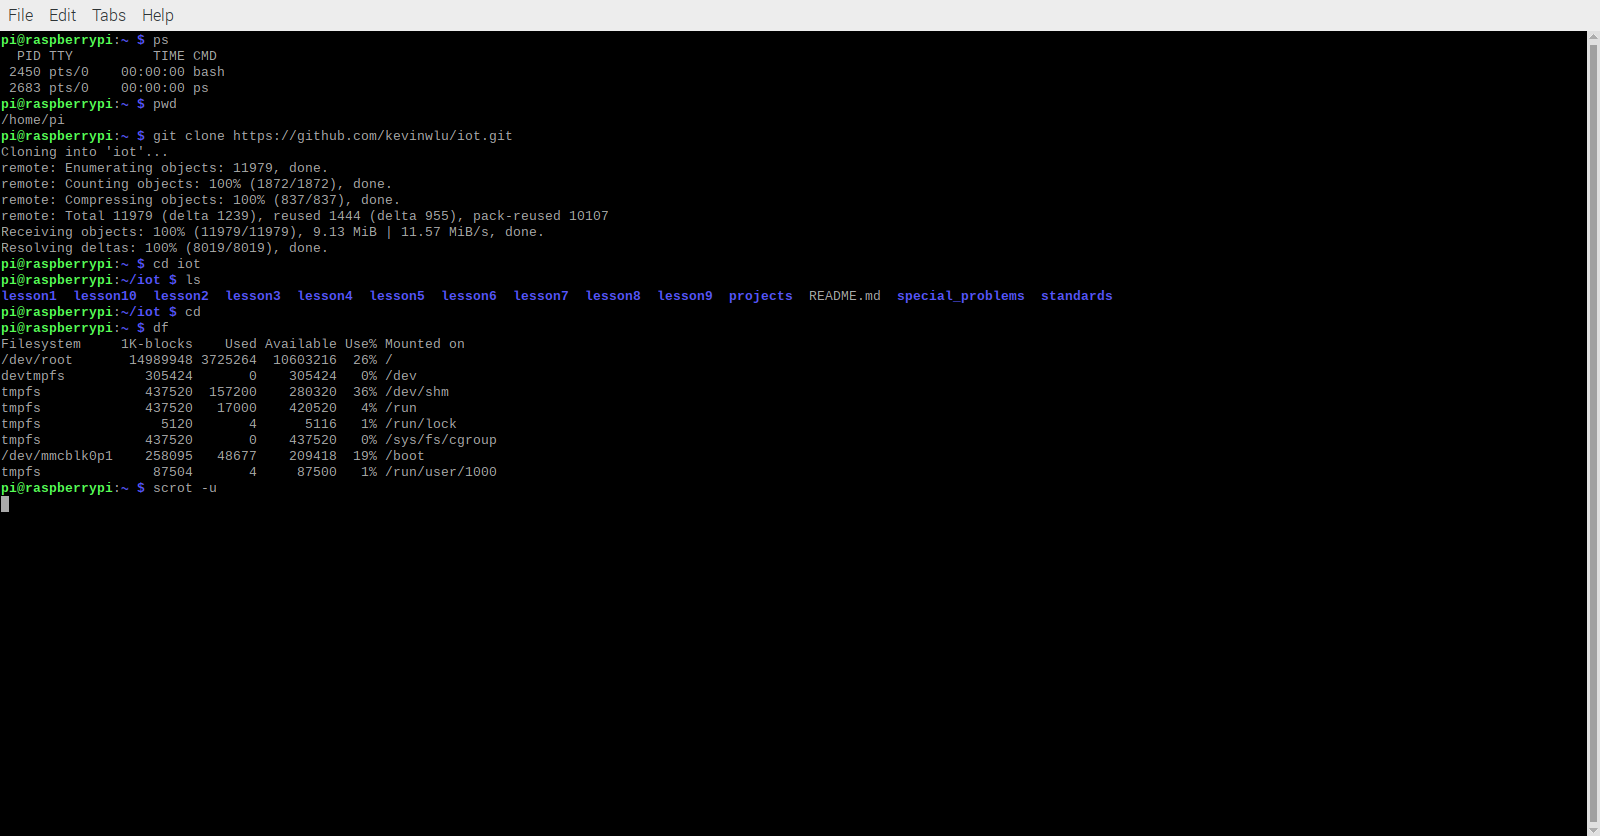 File Edit Tabs Help
pi@raspberrypi:~ $ ps
  PID TTY          TIME CMD
 2450 pts/0    00:00:00 bash
 2683 pts/0    00:00:00 ps
pi@raspberrypi:~ $ pwd
/home/pi
pi@raspberrypi:~ $ git clone https://github.com/kevinwlu/iot.git
Cloning into 'iot'...
remote: Enumerating objects: 11979, done.
remote: Counting objects: 100% (1872/1872), done.
remote: Compressing objects: 100% (837/837), done.
remote: Total 11979 (delta 1239), reused 1444 (delta 955), pack-reused 10107
Receiving objects: 100% (11979/11979), 9.13 MiB | 11.57 MiB/s, done.
Resolving deltas: 100% (8019/8019), done.
pi@raspberrypi:~ $ cd iot
pi@raspberrypi:~/iot $ ls
lesson1  lesson10  lesson2  lesson3  lesson4  lesson5  lesson6  lesson7  lesson8  lesson9  projects  README.md  special_problems  standards
pi@raspberrypi:~/iot $ cd
pi@raspberrypi:~ $ df
Filesystem     1K-blocks    Used Available Use% Mounted on
/dev/root       14989948 3725264  10603216  26% /
devtmpfs          305424       0    305424   0% /dev
tmpfs             437520  157200    280320  36% /dev/shm
tmpfs             437520   17000    420520   4% /run
tmpfs               5120       4      5116   1% /run/lock
tmpfs             437520       0    437520   0% /sys/fs/cgroup
/dev/mmcblk0p1    258095   48677    209418  19% /boot
tmpfs              87504       4     87500   1% /run/user/1000
pi@raspberrypi:~ $ scrot -u